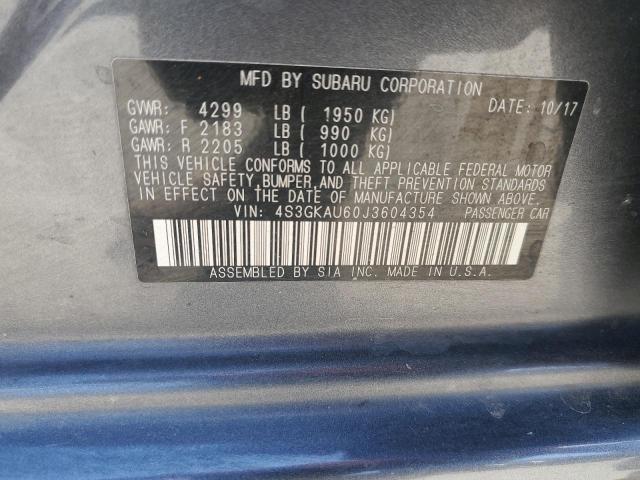 MFD BY SUBARU CORPORATION
GVWR: 4299 LB ( 1950 KG) DATE: 10/17
GAWR: F 2183 LB ( 990 KG)
GAWR: R 2205 LB ( 1000 KG)
THIS VEHICLE CONFORMS TO ALL APPLICABLE FEDERAL MOTOR
VEHICLE SAFETY,BUMPER,AND THEFT PREVENTION STANDARDS
IN EFFECT ON THE DATE OF MANUFACTURE SHOWN ABOVE.
VIN: 4S3GKAU60J3604354 PASSENGER CAR
ASSEMBLED BY SIA INC. MADE IN U.S.A.